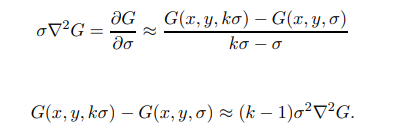 σ∇²G = ∂G/∂σ ≈ (G(x, y, kσ) − G(x, y, σ))/(kσ − σ)
G(x, y, kσ) − G(x, y, σ) ≈ (k − 1)σ²∇²G.